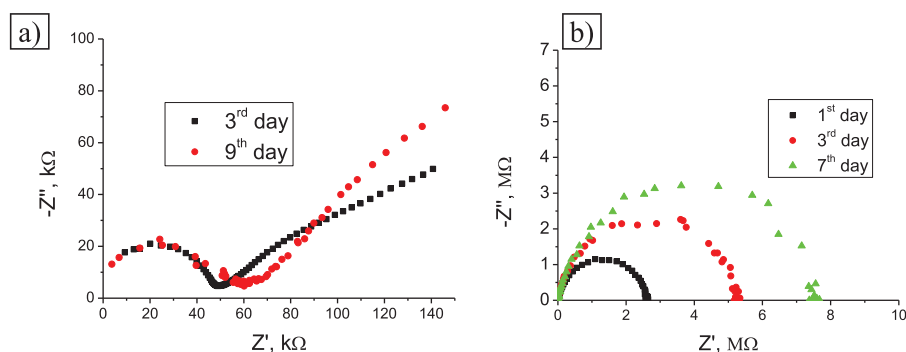 a)
100
80
60
40
20
0
-Z'', kΩ
3rd day
9th day
0 20 40 60 80 100 120 140
Z', kΩ
b)
7
6
5
4
3
2
1
0
-Z'', MΩ
1st day
3rd day
7th day
0 2 4 6 8 10
Z', MΩ